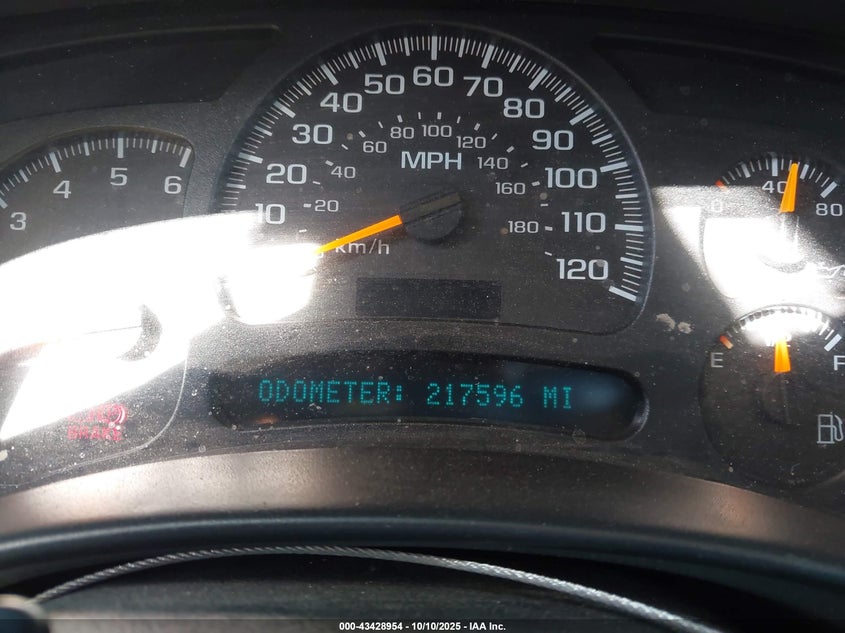 60
50 70
40 80
30 90
20 100
10 110
120
MPH
20 40 60 80 100 120 140 160 180
km/h
3 4 5 6
0 40 80
E F
ODOMETER: 217596 MI
BRAKE
000-43428954 - 10/10/2025 - IAA Inc.